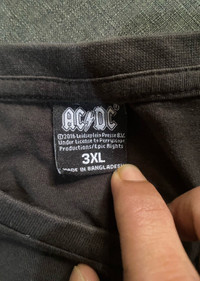 AC/DC
©2016 Leidseplein Presse B.V.
Under License to Perryscope
Productions/Epic Rights
3XL
MADE IN BANGLADESH